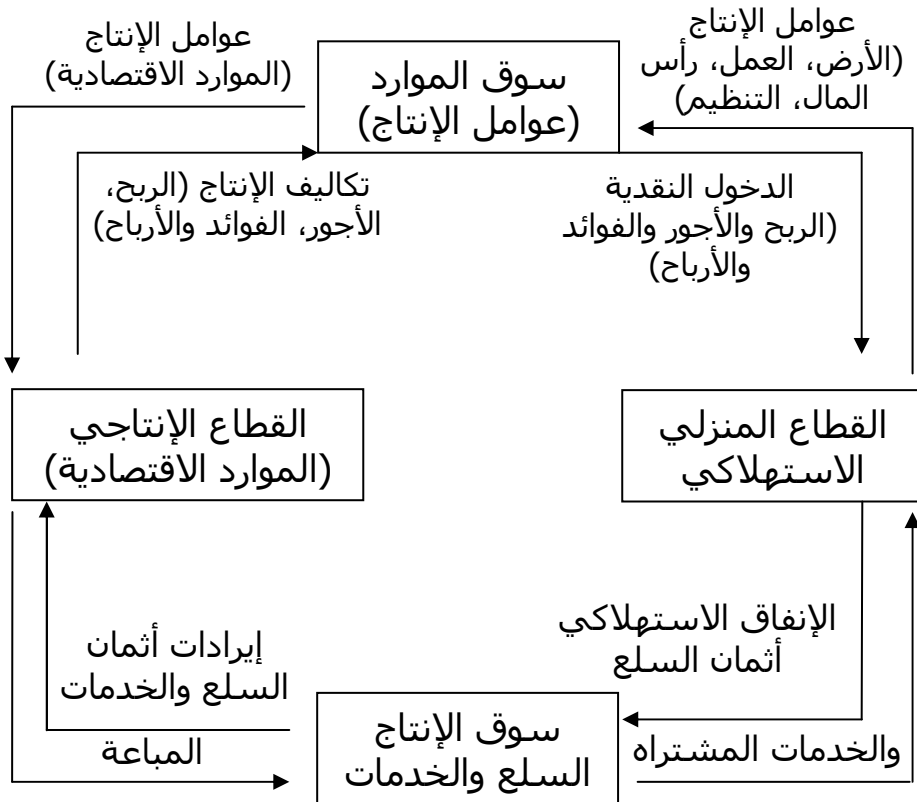 عوامل الإنتاج
(الأرض، العمل، رأس
المال، التنظيم)
سوق الموارد
(عوامل الإنتاج)
عوامل الإنتاج
(الموارد الاقتصادية)
الدخول النقدية
(الربح والأجور والفوائد
والأرباح)
تكاليف الإنتاج (الربح،
الأجور، الفوائد والأرباح)
القطاع المنزلي
الاستهلاكي
القطاع الإنتاجي
(الموارد الاقتصادية)
الإنفاق الاستهلاكي
أثمان السلع
إيرادات أثمان
السلع والخدمات
سوق الإنتاج
السلع والخدمات
والخدمات المشتراه
المباعة